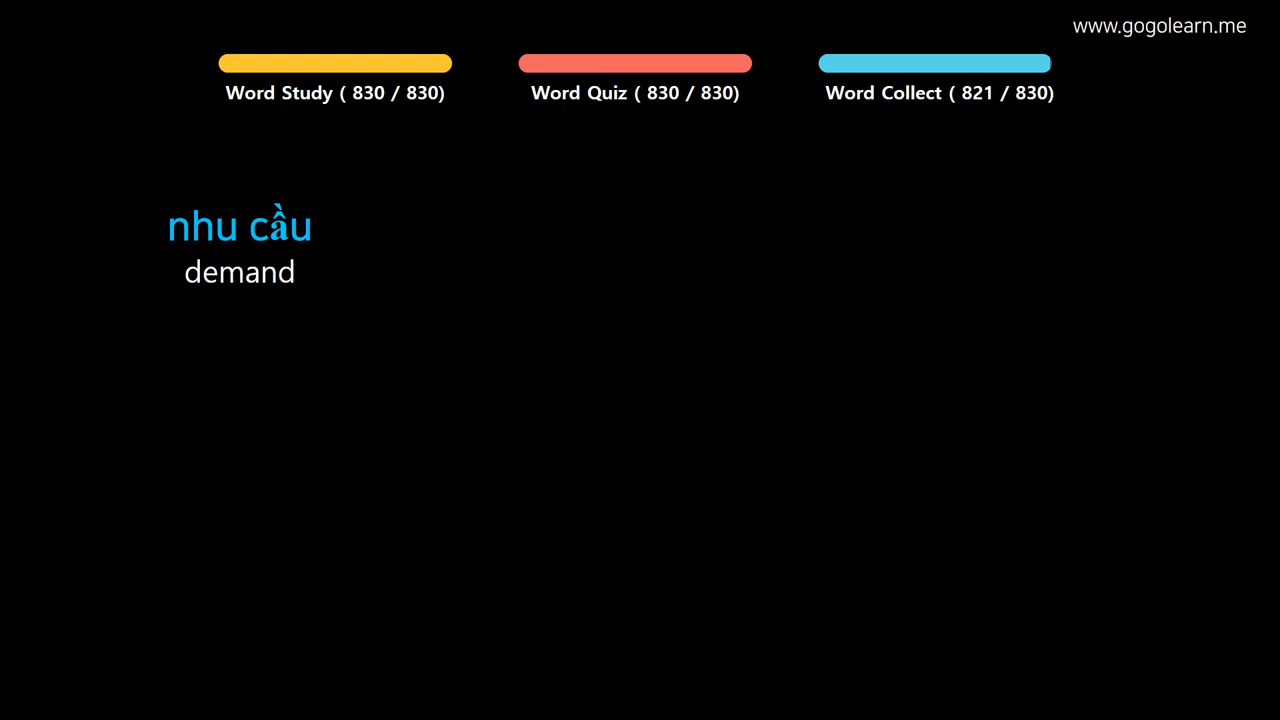 www.gogolearn.me
Word Study ( 830 / 830)
Word Quiz ( 830 / 830)
Word Collect ( 821 / 830)
nhu cầu
demand